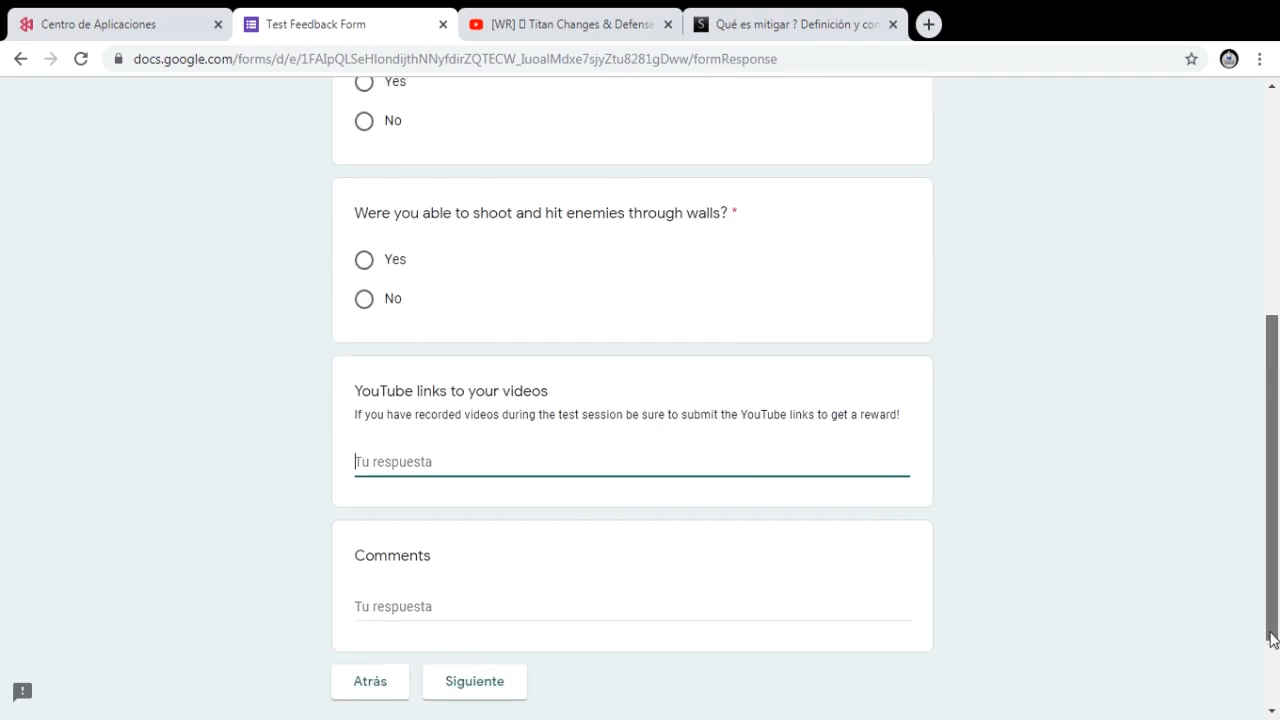 Centro de Aplicaciones
Test Feedback Form
[WR] Titan Changes & Defense
S
Qué es mitigar ? Definición y con
docs.google.com/forms/d/e/1FAIpQLSeHlondijthNNyfdirZQTECW_IuoalMdxe7sjyZtu8281gDww/formResponse
Yes
No
Were you able to shoot and hit enemies through walls? *
Yes
No
YouTube links to your videos
If you have recorded videos during the test session be sure to submit the YouTube links to get a reward!
Tu respuesta
Comments
Tu respuesta
Atrás
Siguiente